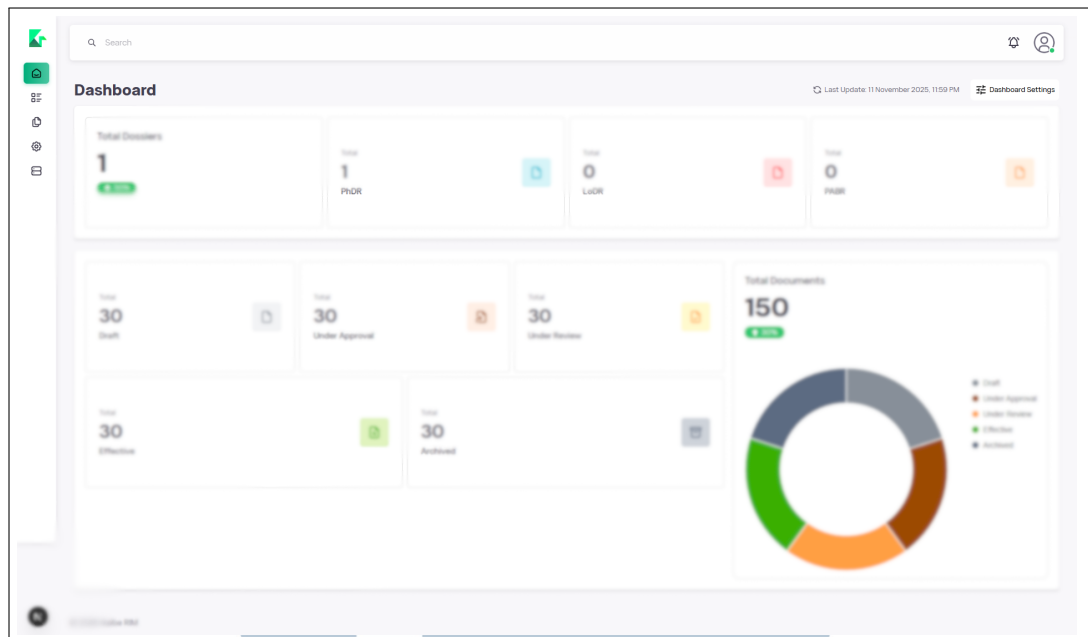 Search
Dashboard
Last Update: 11 November 2025, 11:59 PM
Dashboard Settings
Total Dossiers
1
Total
1
PhDR
Total
0
LoDR
Total
0
PABR
Total
30
Draft
Total
30
Under Approval
Total
30
Under Review
Total
30
Effective
Total
30
Archived
Total Documents
150
Draft
Under Approval
Under Review
Effective
Archived